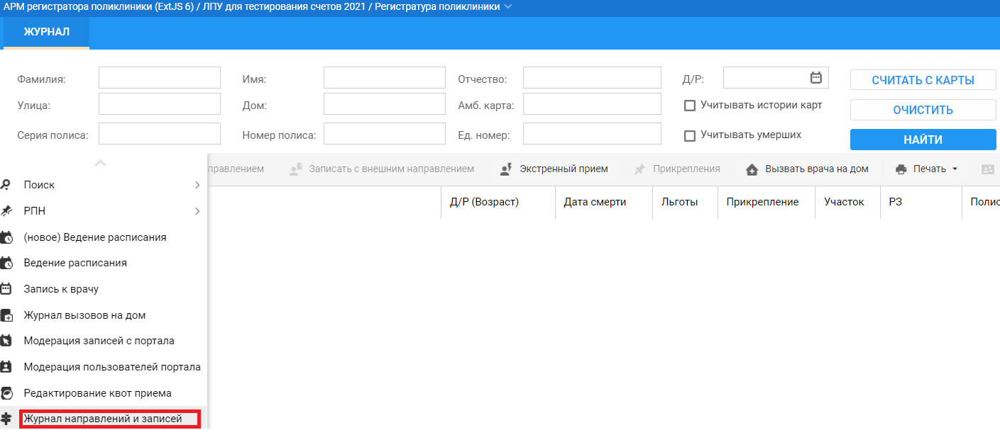 АРМ регистратора поликлиники (ExtJS 6) / ЛПУ для тестирования счетов 2021 / Регистратура поликлиники
ЖУРНАЛ
Фамилия: Имя: Отчество: Д/Р: СЧИТАТЬ С КАРТЫ
Улица: Дом: Амб. карта: Учитывать истории карт ОЧИСТИТЬ
Серия полиса: Номер полиса: Ед. номер: Учитывать умерших НАЙТИ
правлением Записать с внешним направлением Экстренный прием Прикрепления Вызвать врача на дом Печать
Д/Р (Возраст) Дата смерти Льготы Прикрепление Участок РЗ Полис
Поиск
РПН
(новое) Ведение расписания
Ведение расписания
Запись к врачу
Журнал вызовов на дом
Модерация записей с портала
Модерация пользователей портала
Редактирование квот приема
Журнал направлений и записей